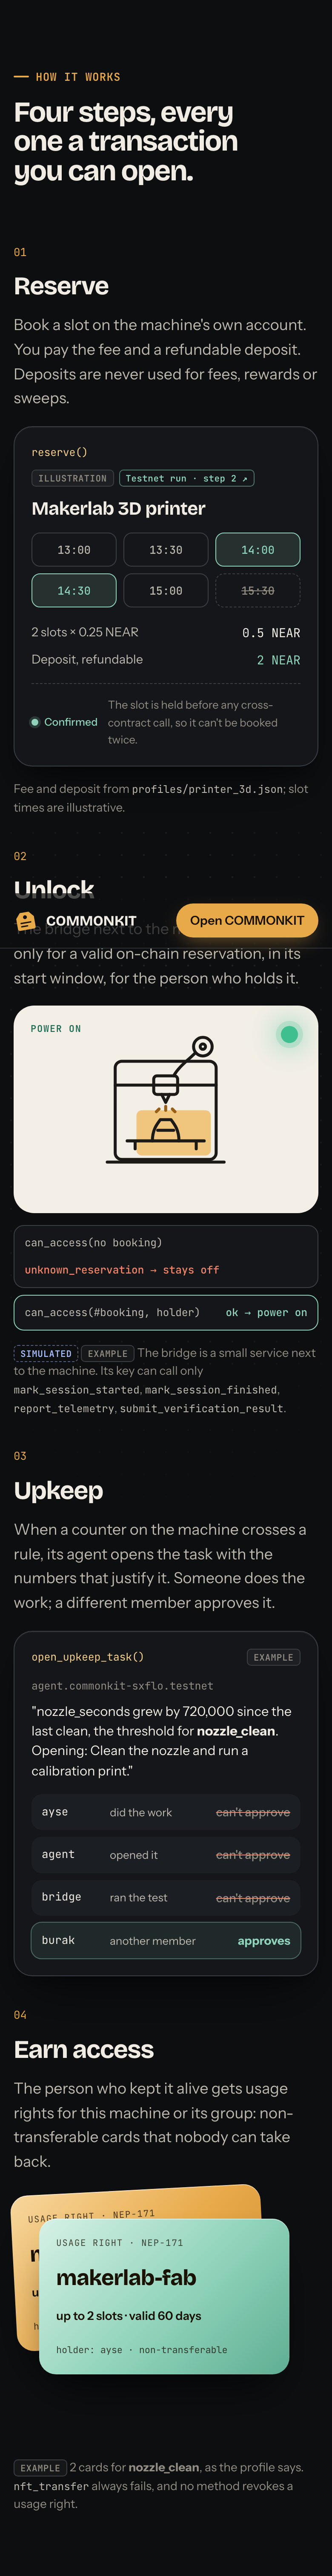 HOW IT WORKS
Four steps, every
one a transaction
you can open.
01
Reserve
Book a slot on the machine's own account.
You pay the fee and a refundable deposit.
Deposits are never used for fees, rewards or
sweeps.
reserve()
ILLUSTRATION Testnet run · step 2 ↗
Makerlab 3D printer
13:00 13:30 14:00
14:30 15:00 15:30
2 slots × 0.25 NEAR 0.5 NEAR
Deposit, refundable 2 NEAR
Confirmed
The slot is held before any cross-
contract call, so it can't be booked
twice.
Fee and deposit from profiles/printer_3d.json; slot
times are illustrative.
02
Unlock
COMMONKIT Open COMMONKIT
The bridge next to the
only for a valid on-chain reservation, in its
start window, for the person who holds it.
POWER ON
can_access(no booking)
unknown_reservation → stays off
can_access(#booking, holder) ok → power on
SIMULATED EXAMPLE The bridge is a small service next
to the machine. Its key can call only
mark_session_started, mark_session_finished,
report_telemetry, submit_verification_result.
03
Upkeep
When a counter on the machine crosses a
rule, its agent opens the task with the
numbers that justify it. Someone does the
work; a different member approves it.
open_upkeep_task() EXAMPLE
agent.commonkit-sxflo.testnet
"nozzle_seconds grew by 720,000 since the
last clean, the threshold for nozzle_clean.
Opening: Clean the nozzle and run a
calibration print."
ayse did the work can't approve
agent opened it can't approve
bridge ran the test can't approve
burak another member approves
04
Earn access
The person who kept it alive gets usage
rights for this machine or its group: non-
transferable cards that nobody can take
back.
USAGE RIGHT · NEP-171
USAGE RIGHT · NEP-171
makerlab-fab
up to 2 slots · valid 60 days
holder: ayse · non-transferable
EXAMPLE 2 cards for nozzle_clean, as the profile says.
nft_transfer always fails, and no method revokes a
usage right.